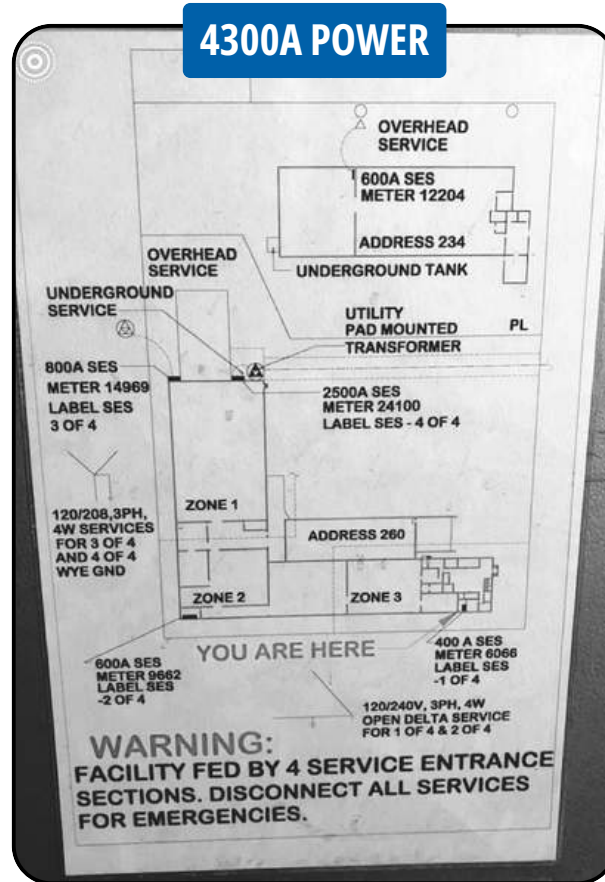 4300A POWER
OVERHEAD
SERVICE
600A SES
METER 12204
ADDRESS 234
UNDERGROUND TANK
OVERHEAD
SERVICE
UNDERGROUND
SERVICE
UTILITY
PAD MOUNTED
TRANSFORMER
PL
800A SES
METER 14969
LABEL SES
3 OF 4
2500A SES
METER 24100
LABEL SES - 4 OF 4
ZONE 1
120/208,3PH,
4W SERVICES
FOR 3 OF 4
AND 4 OF 4
WYE GND
ADDRESS 260
ZONE 2
ZONE 3
YOU ARE HERE
600A SES
METER 9662
LABEL SES
-2 OF 4
400 A SES
METER 6066
LABEL SES
-1 OF 4
120/240V, 3PH, 4W
OPEN DELTA SERVICE
FOR 1 OF 4 & 2 OF 4
WARNING:
FACILITY FED BY 4 SERVICE ENTRANCE
SECTIONS. DISCONNECT ALL SERVICES
FOR EMERGENCIES.